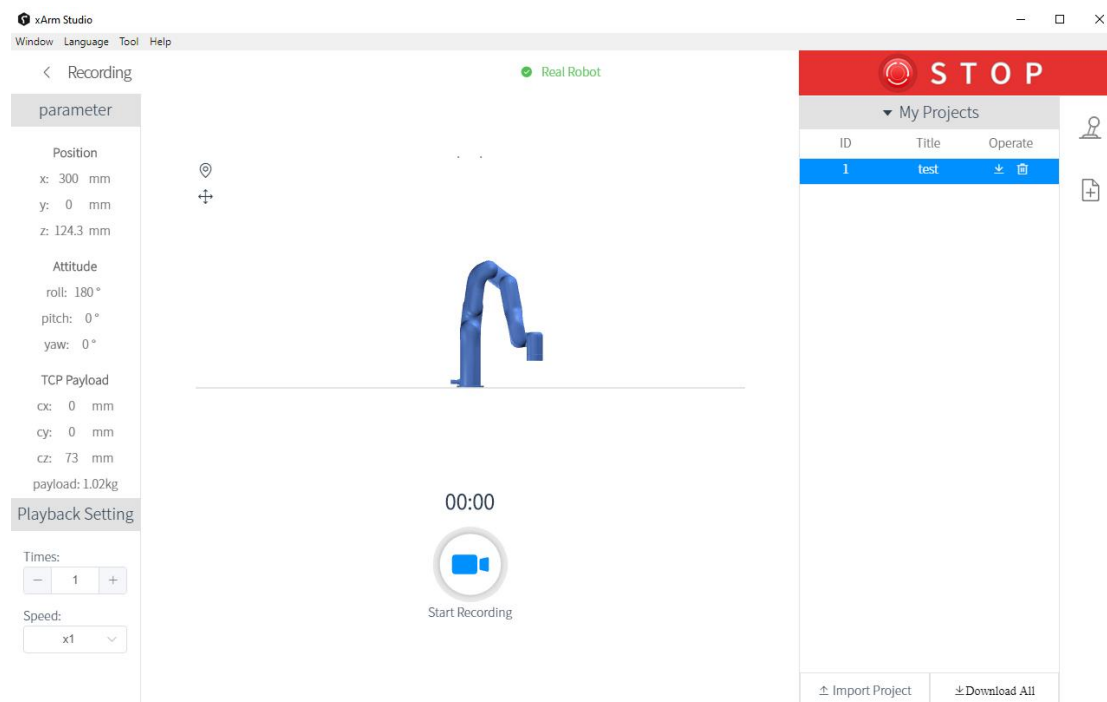 xArm Studio
Window Language Tool Help
Recording
Real Robot
STOP
parameter
Position
x: 300 mm
y: 0 mm
z: 124.3 mm
Attitude
roll: 180 °
pitch: 0 °
yaw: 0 °
TCP Payload
cx: 0 mm
cy: 0 mm
cz: 73 mm
payload: 1.02kg
Playback Setting
Times:
1
Speed:
x1
00:00
Start Recording
My Projects
ID Title Operate
1 test
Import Project
Download All